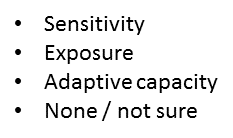 • Sensitivity
• Exposure
• Adaptive capacity
• None / not sure